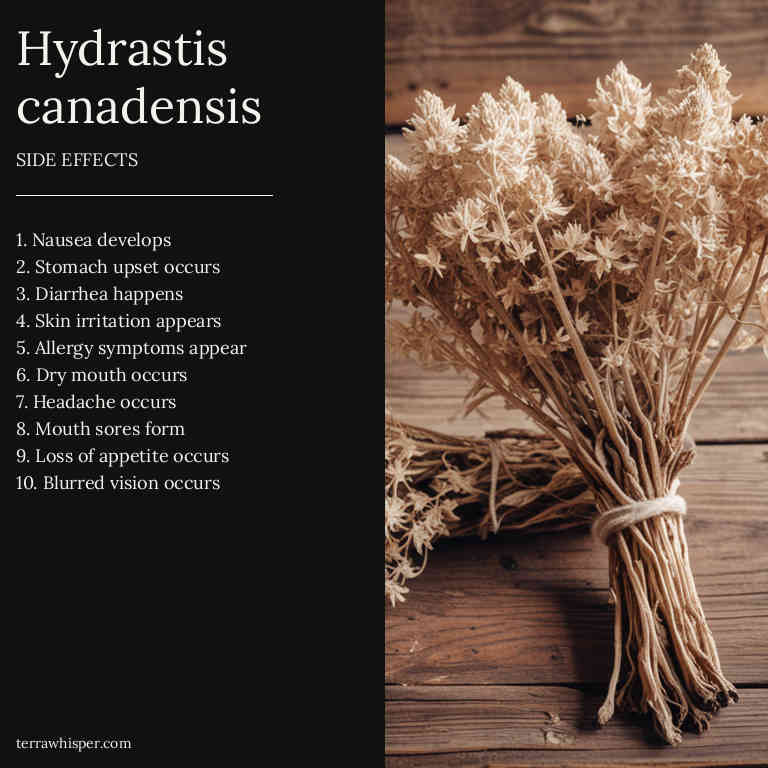 Hydrastis
canadensis
SIDE EFFECTS
1. Nausea develops
2. Stomach upset occurs
3. Diarrhea happens
4. Skin irritation appears
5. Allergy symptoms appear
6. Dry mouth occurs
7. Headache occurs
8. Mouth sores form
9. Loss of appetite occurs
10. Blurred vision occurs
terrawhisper.com